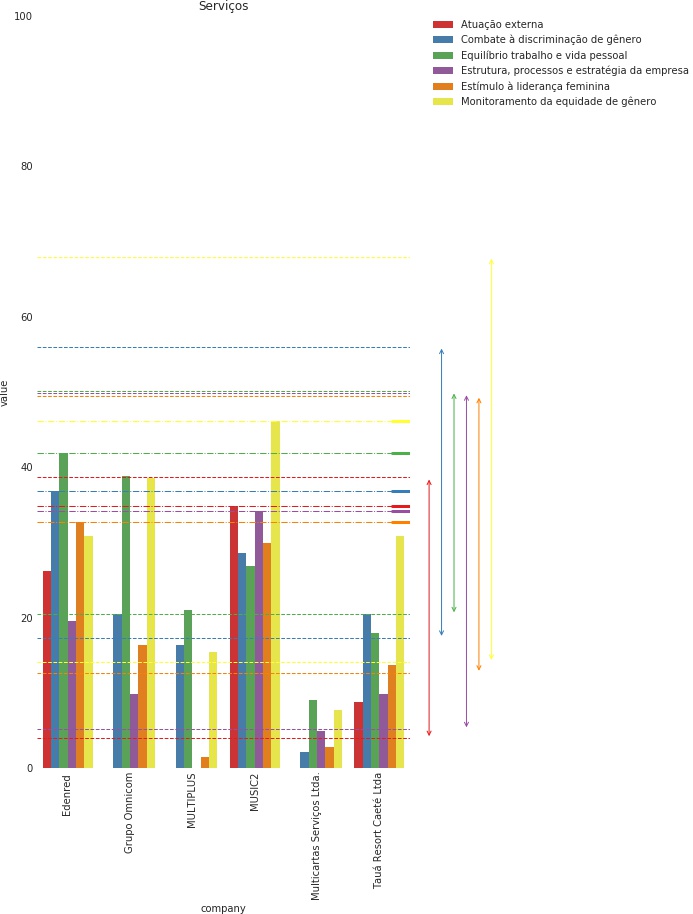 Serviços
100
80
60
40
20
0
value
Atuação externa
Combate à discriminação de gênero
Equilíbrio trabalho e vida pessoal
Estrutura, processos e estratégia da empresa
Estímulo à liderança feminina
Monitoramento da equidade de gênero
Edenred
Grupo Omnicom
MULTIPLUS
MUSIC2
Multicartas Serviços Ltda.
Tauá Resort Caeté Ltda
company